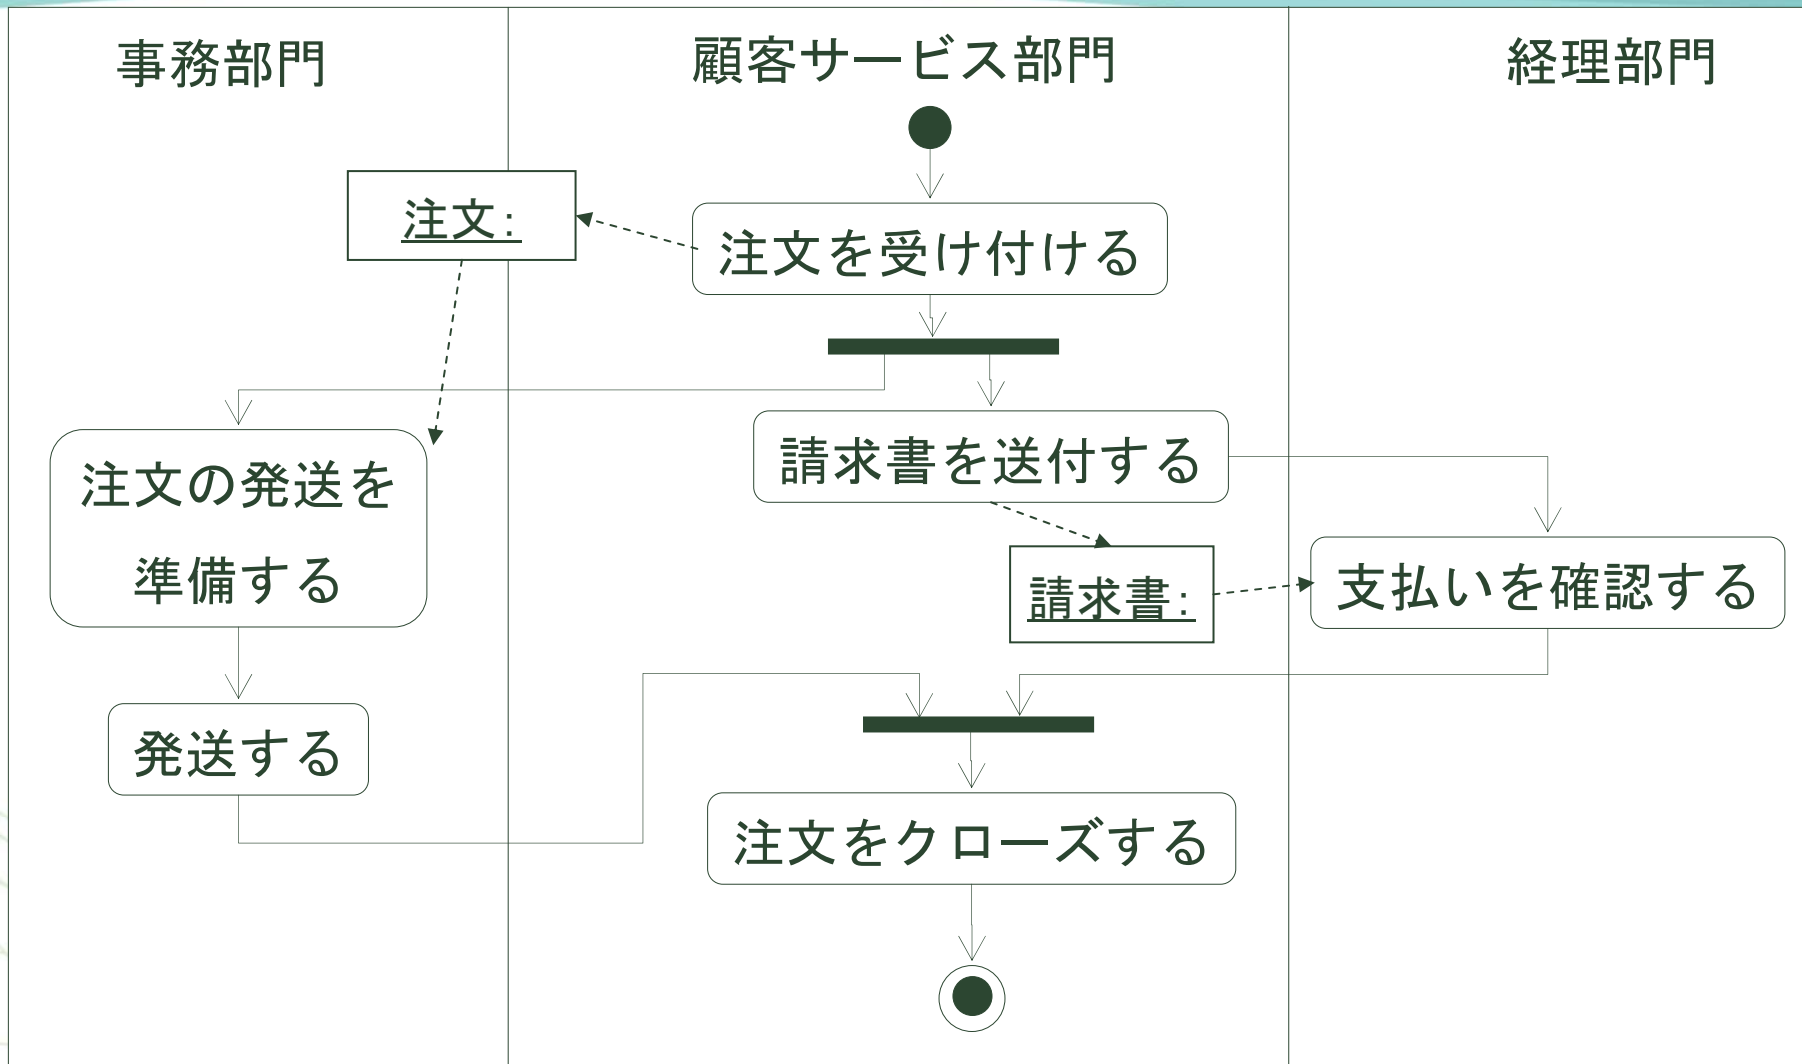 事務部門
顧客サービス部門
経理部門
注文:
注文を受け付ける
請求書を送付する
注文の発送を
準備する
請求書:
支払いを確認する
発送する
注文をクローズする